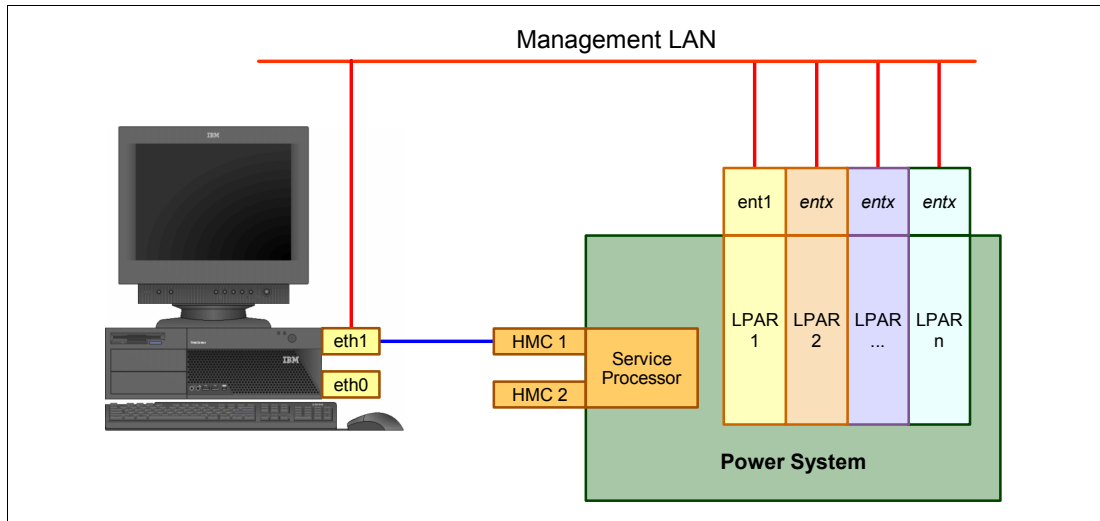 Management LAN
IBM
ent1
entx
entx
entx
eth1
IBM
eth0
HMC 1
HMC 2
Service
Processor
LPAR
1
LPAR
2
LPAR
...
LPAR
n
Power System